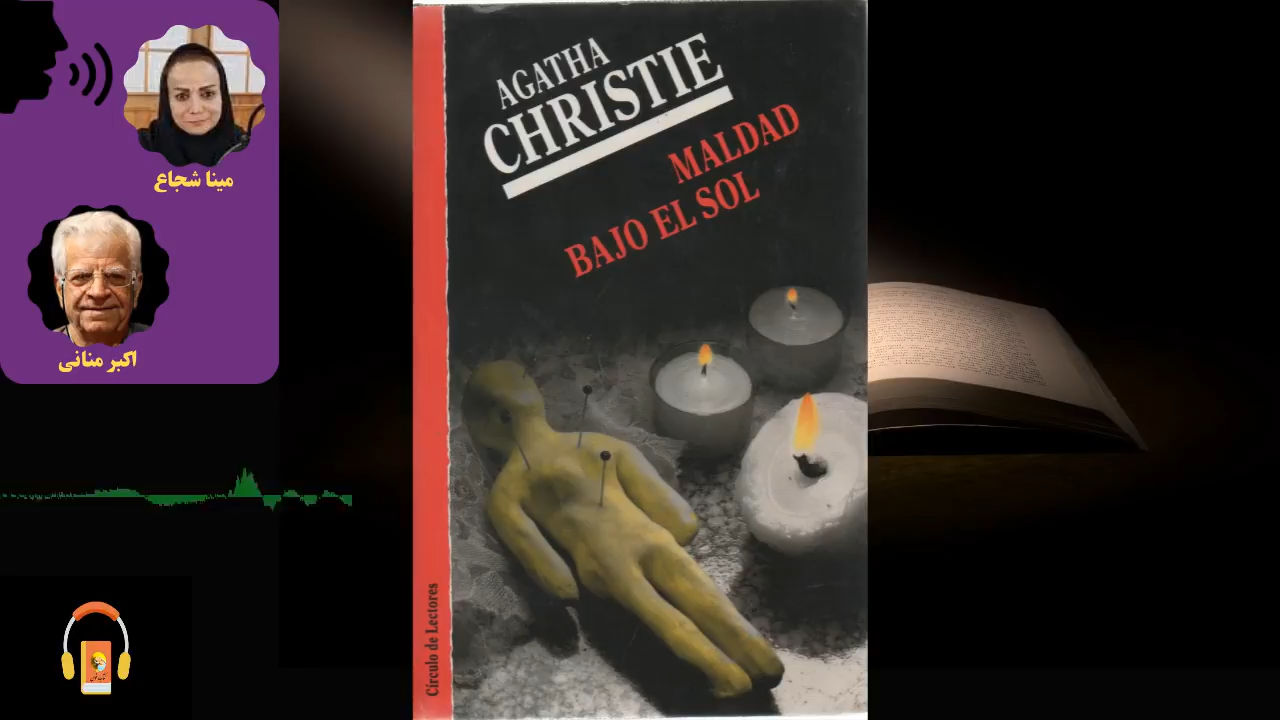 مینا شجاع
اکبر منانی
AGATHA
CHRISTIE
MALDAD
BAJO EL SOL
Círculo de Lectores